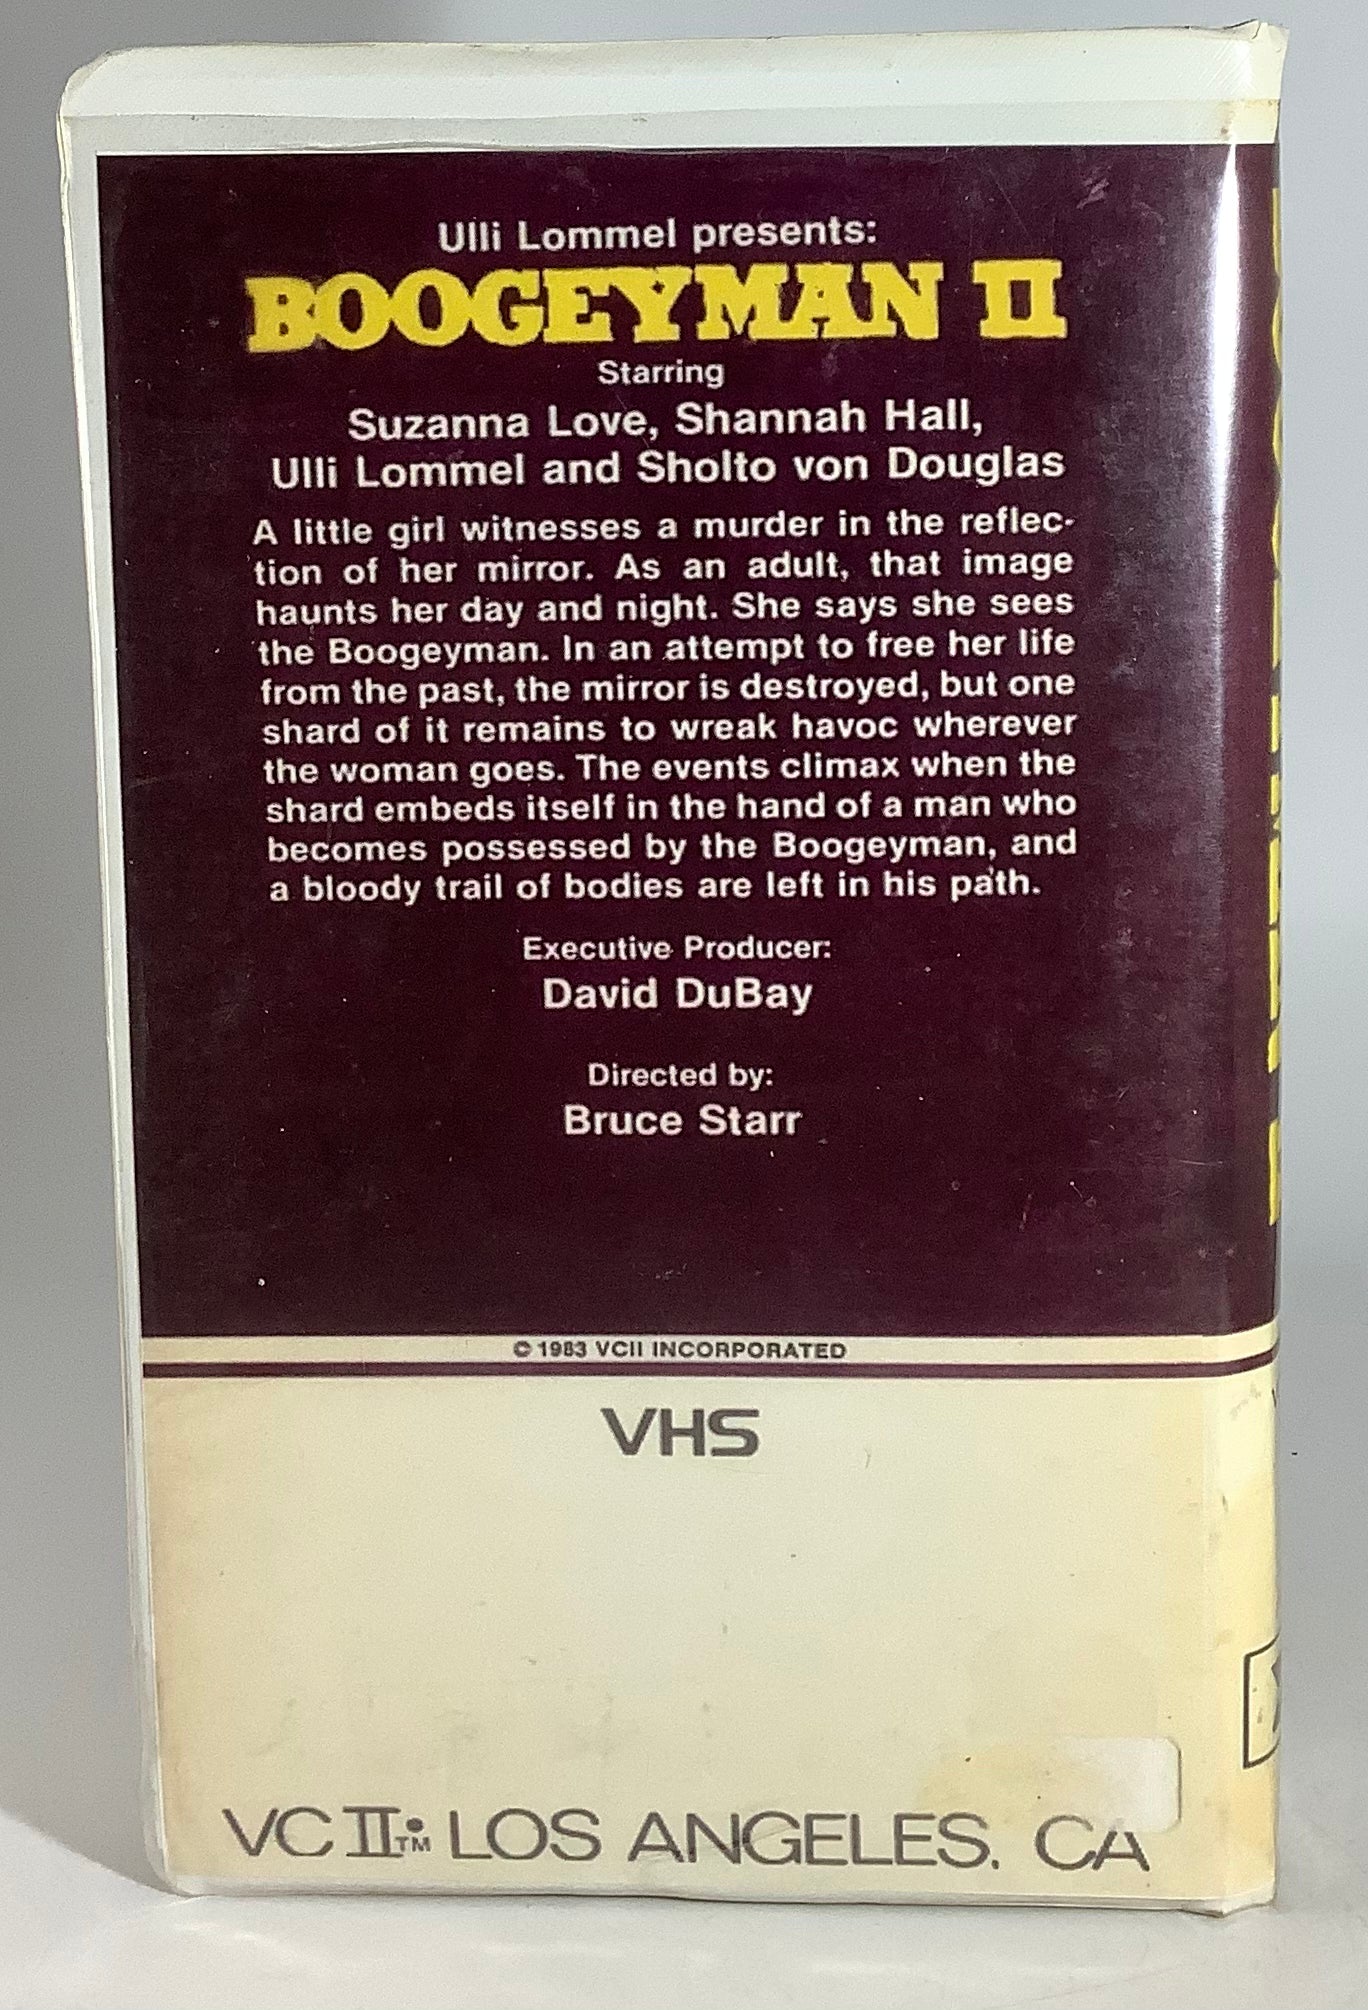 Ulli Lommel presents:
BOOGEYMAN II
Starring
Suzanna Love, Shannah Hall,
Ulli Lommel and Sholto von Douglas
A little girl witnesses a murder in the reflec-
tion of her mirror. As an adult, that image
haunts her day and night. She says she sees
the Boogeyman. In an attempt to free her life
from the past, the mirror is destroyed, but one
shard of it remains to wreak havoc wherever
the woman goes. The events climax when the
shard embeds itself in the hand of a man who
becomes possessed by the Boogeyman, and
a bloody trail of bodies are left in his path.
Executive Producer:
David DuBay
Directed by:
Bruce Starr
© 1983 VCII INCORPORATED
VHS
VC II™: LOS ANGELES, CA